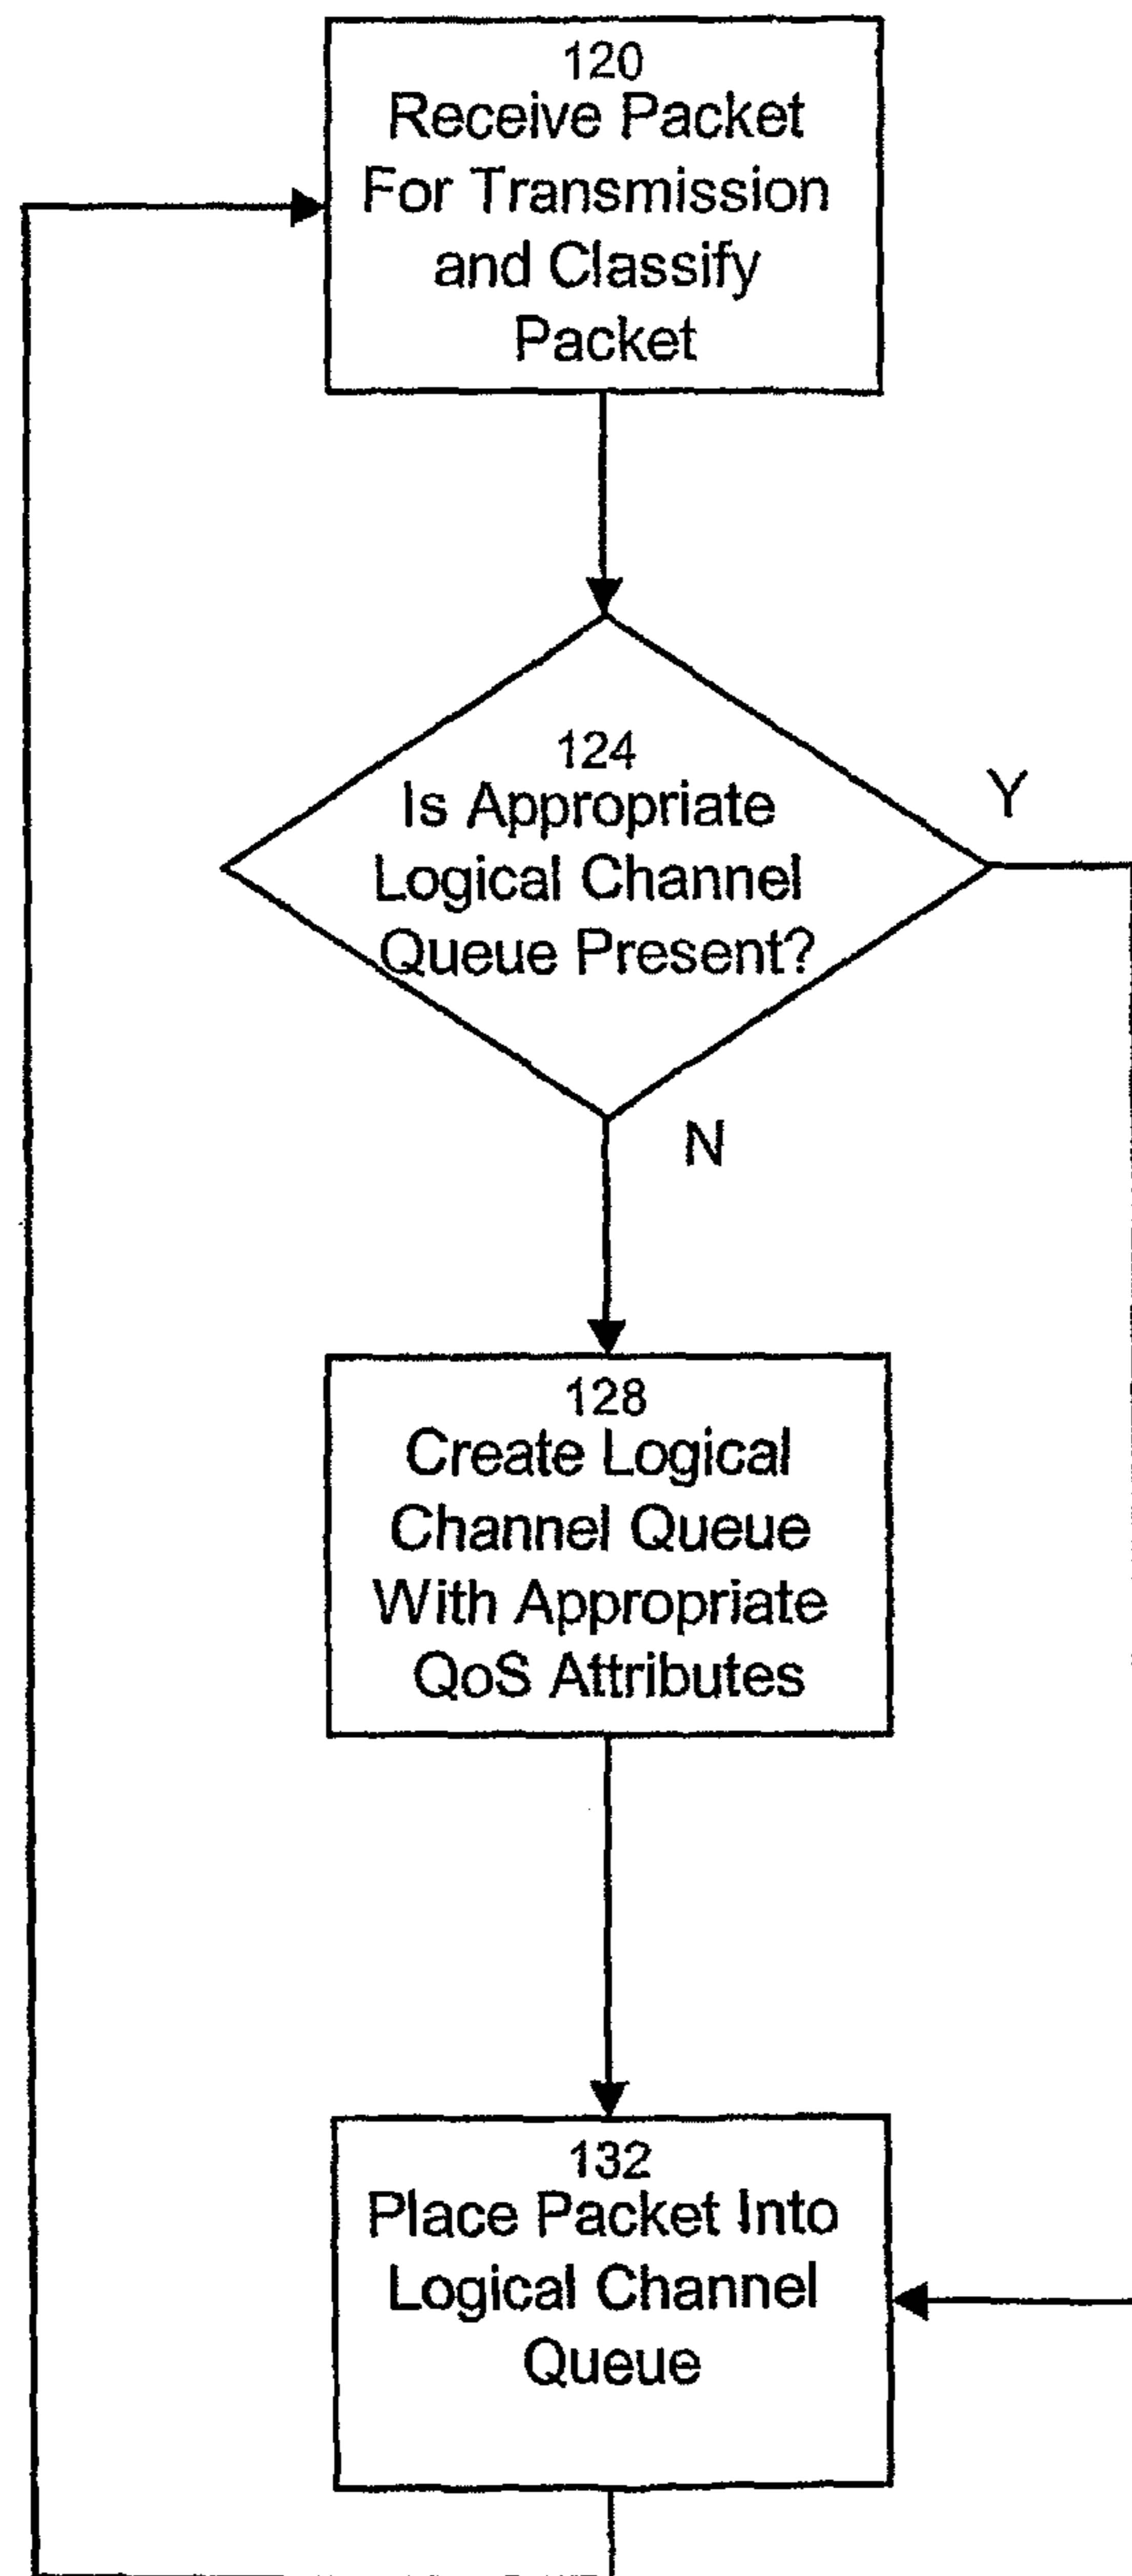 120
Receive Packet
For Transmission
and Classify
Packet
124
Is Appropriate
Logical Channel
Queue Present?
Y
N
128
Create Logical
Channel Queue
With Appropriate
QoS Attributes
132
Place Packet Into
Logical Channel
Queue